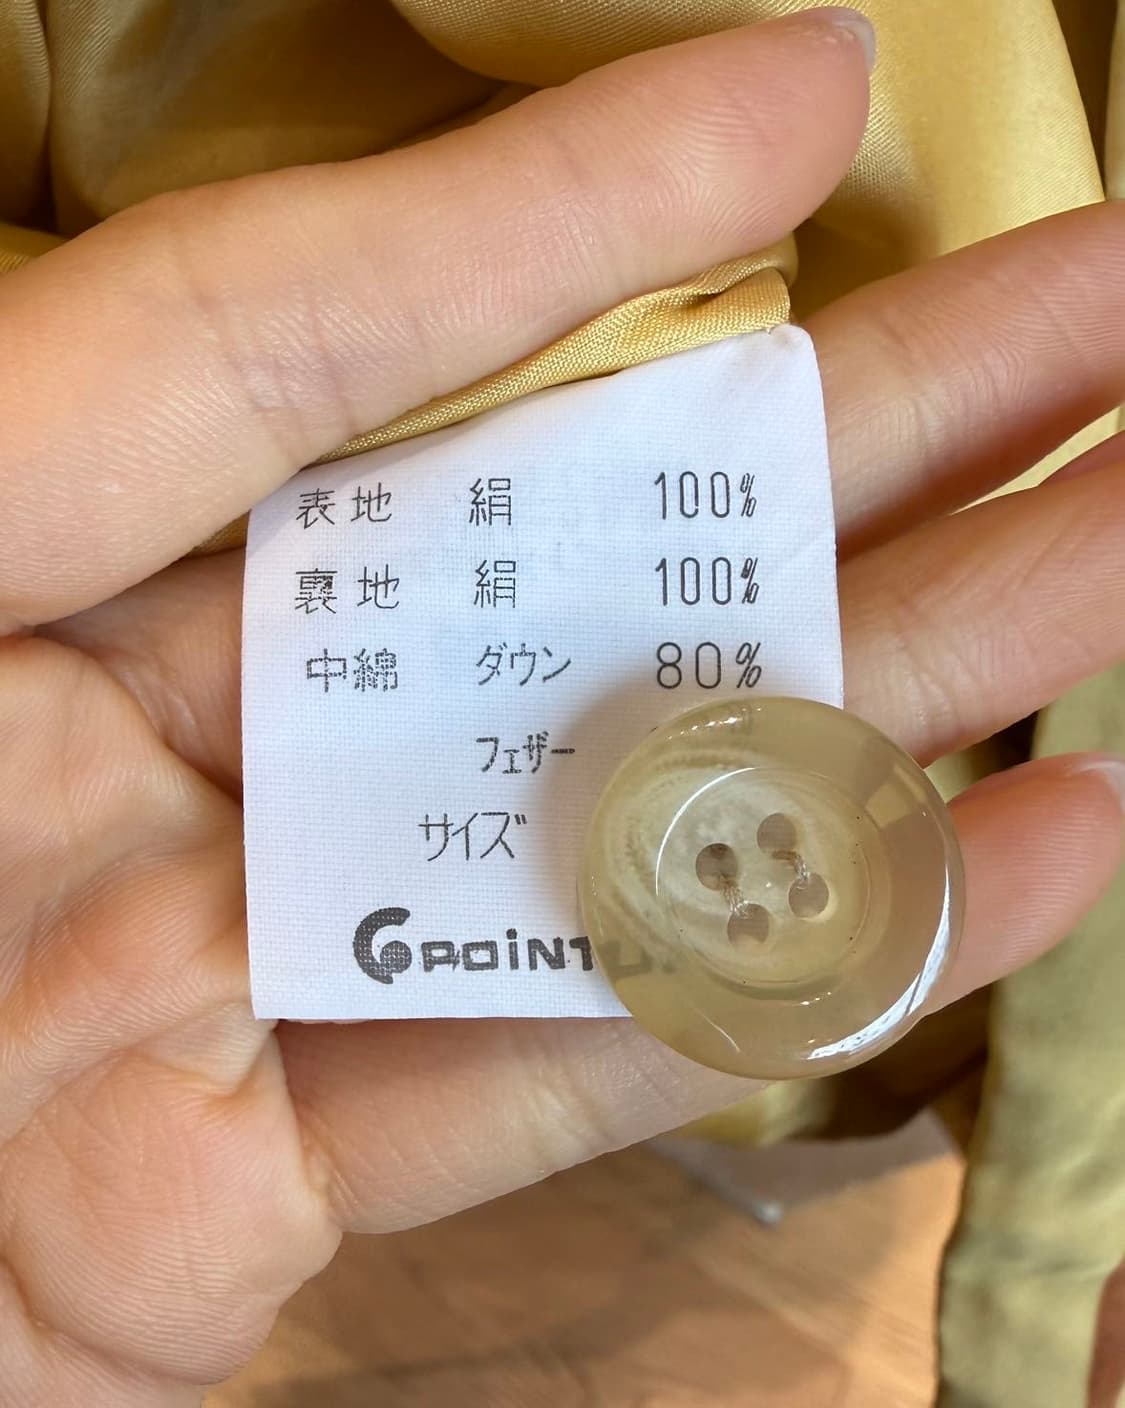 表地 絹 100%
裏地 絹 100%
中綿 ダウン 80%
フェザー
サイズ
POINT